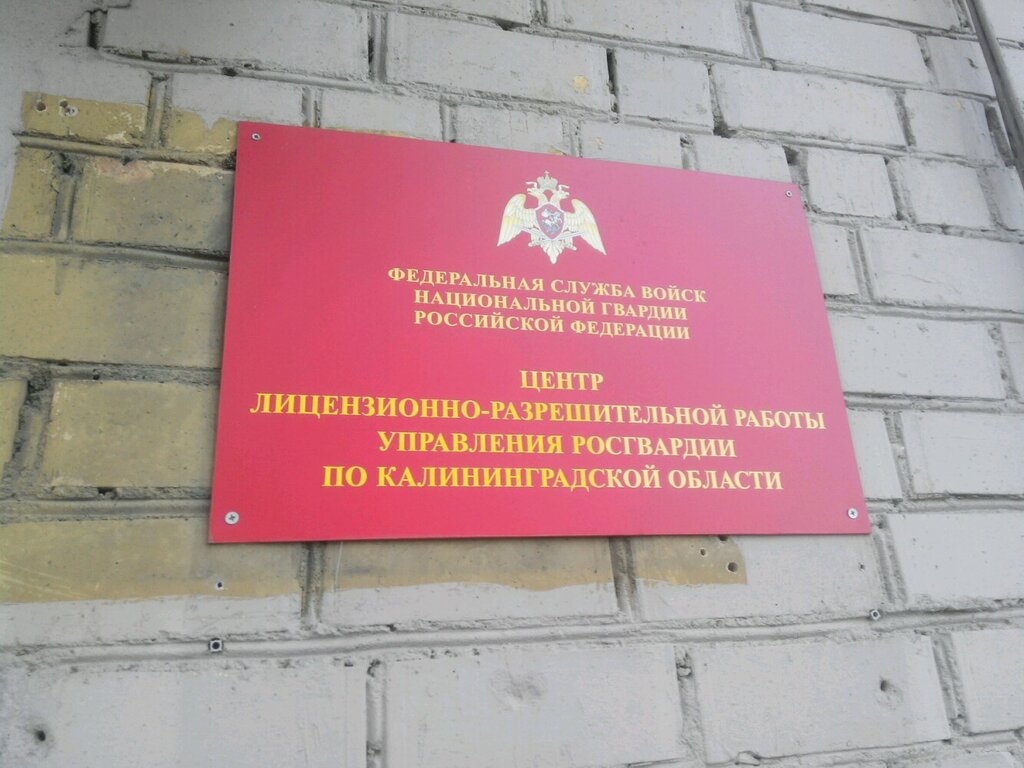 ФЕДЕРАЛЬНАЯ СЛУЖБА ВОЙСК
НАЦИОНАЛЬНОЙ ГВАРДИИ
РОССИЙСКОЙ ФЕДЕРАЦИИ
ЦЕНТР
ЛИЦЕНЗИОННО-РАЗРЕШИТЕЛЬНОЙ РАБОТЫ
УПРАВЛЕНИЯ РОСГВАРДИИ
ПО КАЛИНИНГРАДСКОЙ ОБЛАСТИ